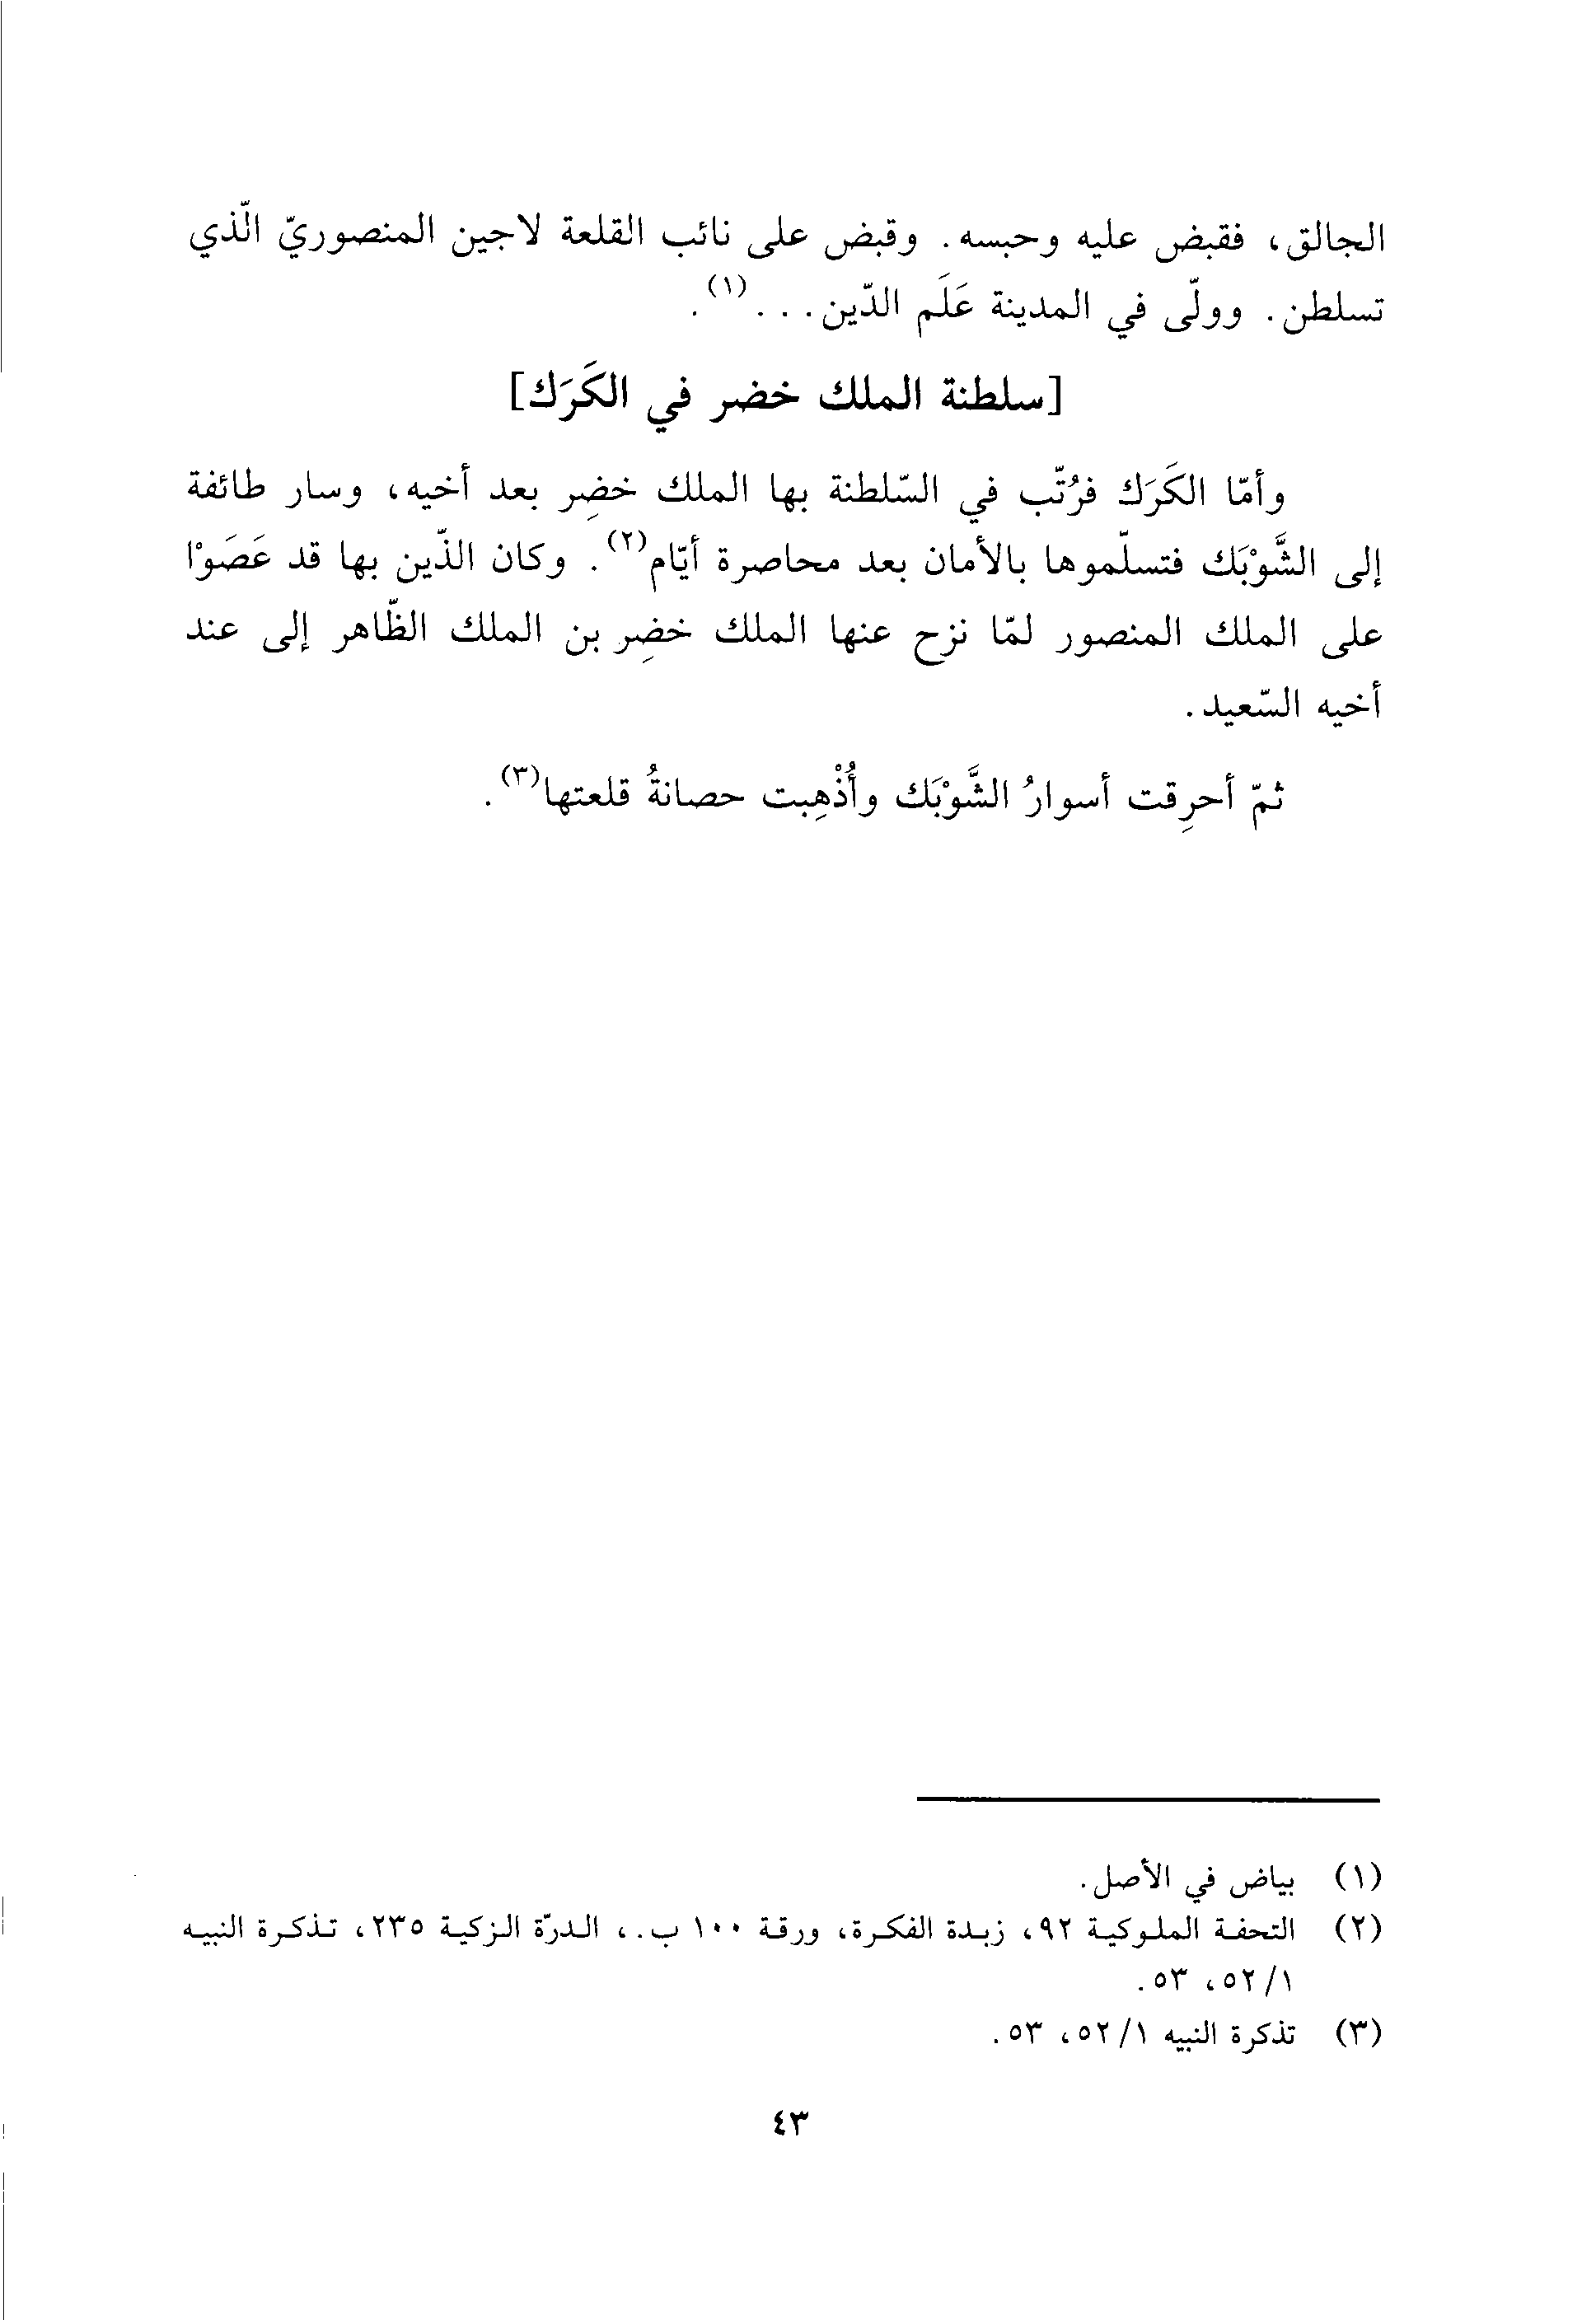 الجالق، فقبض عليه وحبسه. وقبض على نائب القلعة لاجين المنصوريّ الّذي
تسلطن. وولّى في المدينة عَلَم الدّين...(١).
[سلطنة الملك خضر في الكَرَك]
وأمّا الكَرَك فرُتّب في السّلطنة بها الملك خضِر بعد أخيه، وسار طائفة
إلى الشَّوْبَك فتسلّموها بالأمان بعد محاصرة أيّام(٢). وكان الذّين بها قد عَصَوْا
على الملك المنصور لمّا نزح عنها الملك خضِر بن الملك الظّاهر إلى عند
أخيه السّعيد.
ثمّ أحرِقت أسوارُ الشَّوْبَك وأُذْهِبت حصانةُ قلعتها(٣).
(١) بياض في الأصل.
(٢) التحفة الملوكية ٩٢، زبدة الفكرة، ورقة ١٠٠ ب.، الدرّة الزكية ٢٣٥، تذكرة النبيه
١/ ٥٢، ٥٣.
(٣) تذكرة النبيه ١/ ٥٢، ٥٣.
٤٣